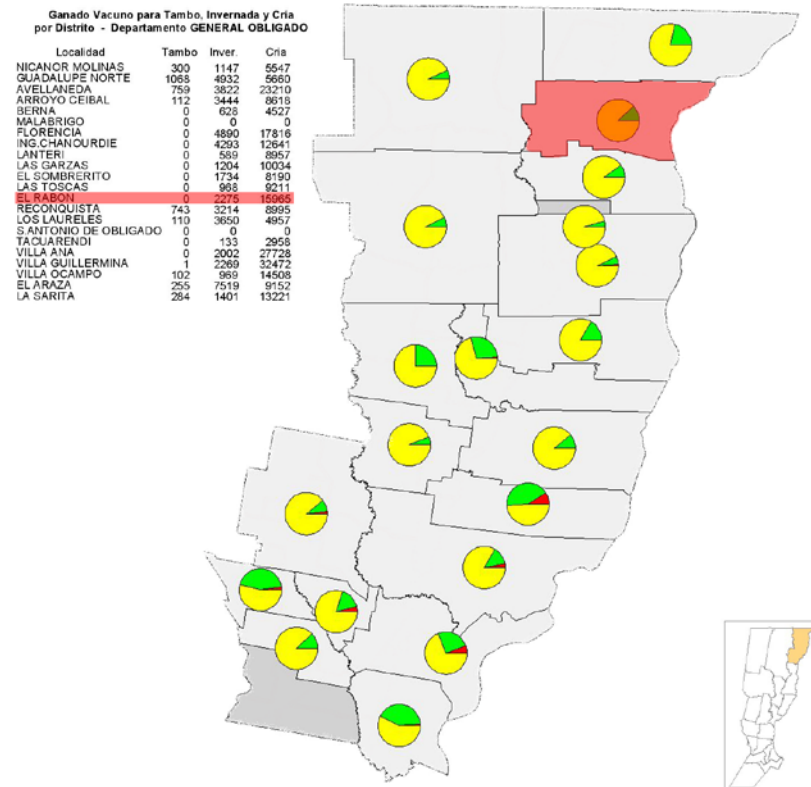 Ganado Vacuno para Tambo, Invernada y Cría
por Distrito - Departamento GENERAL OBLIGADO
Localidad Tambo Inver. Cría
NICANOR MOLINAS 300 1147 5547
GUADALUPE NORTE 1068 4932 5660
AVELLANEDA 759 3822 23210
ARROYO CEIBAL 112 3444 8618
BERNA 0 628 4527
MALABRIGO 0 0 0
FLORENCIA 0 4890 17816
ING.CHANOURDIE 0 4293 12641
LANTERI 0 589 8957
LAS GARZAS 0 1204 10034
EL SOMBRERITO 0 1734 8190
LAS TOSCAS 0 968 9211
EL RABON 0 2275 15965
RECONQUISTA 743 3214 8995
LOS LAURELES 110 3650 4957
S.ANTONIO DE OBLIGADO 0 0 0
TACUARENDI 0 133 2958
VILLA ANA 0 2002 27728
VILLA GUILLERMINA 1 2269 32472
VILLA OCAMPO 102 969 14508
EL ARAZA 255 7519 9152
LA SARITA 284 1401 13221